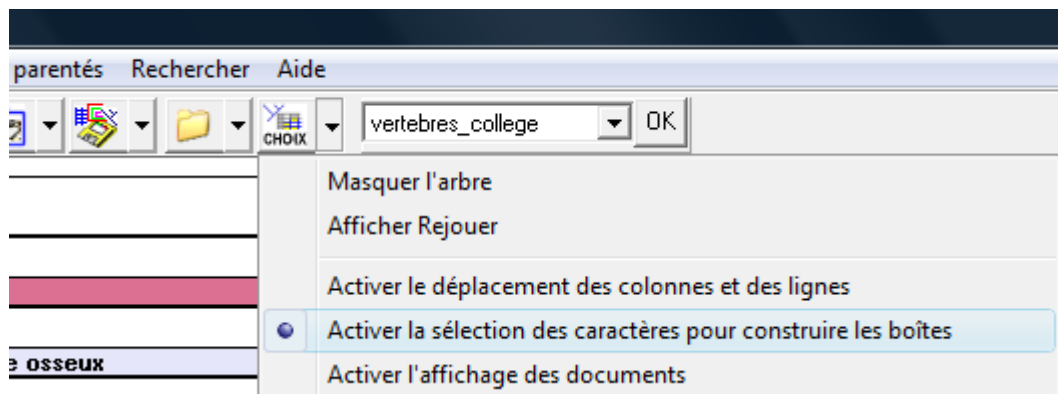 parentés Rechercher Aide
CHOIX vertebres_college OK
Masquer l'arbre
Afficher Rejouer
Activer le déplacement des colonnes et des lignes
Activer la sélection des caractères pour construire les boîtes
osseux
Activer l'affichage des documents